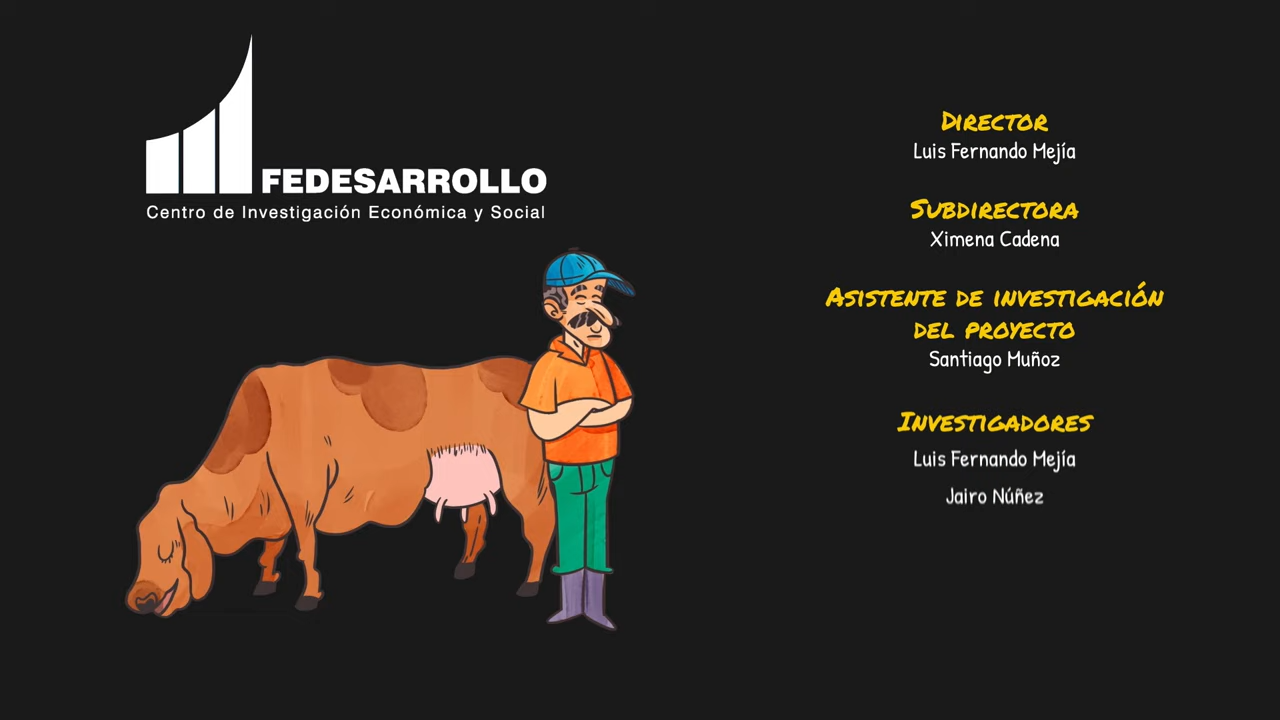 FEDESARROLLO
Centro de Investigación Económica y Social
DIRECTOR
Luis Fernando Mejía
SUBDIRECTORA
Ximena Cadena
ASISTENTE DE INVESTIGACIÓN
DEL PROYECTO
Santiago Muñoz
INVESTIGADORES
Luis Fernando Mejía
Jairo Núñez